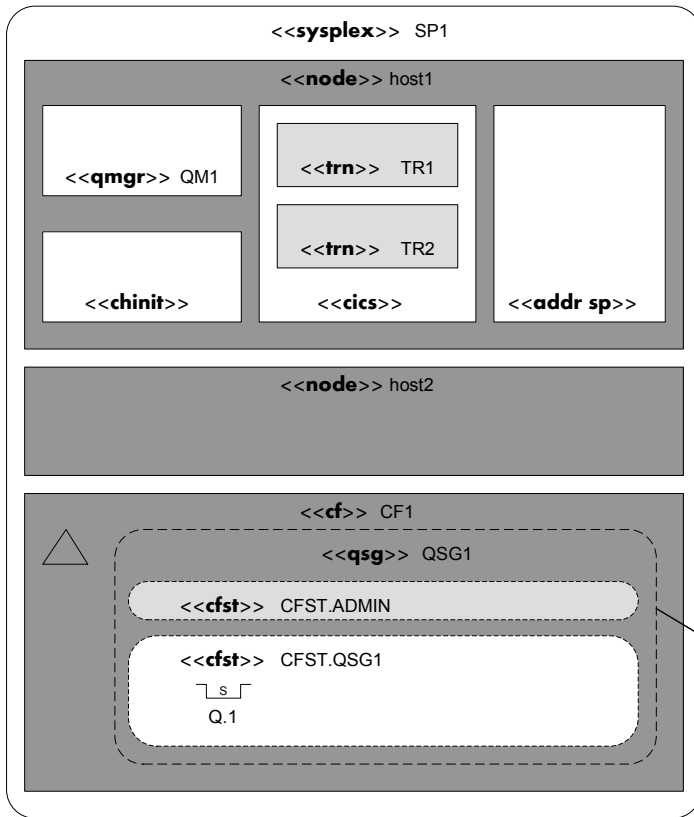 <<sysplex>> SP1
<<node>> host1
<<qmgr>> QM1
<<chinit>>
<<trn>> TR1
<<trn>> TR2
<<cics>>
<<addr sp>>
<<node>> host2
<<cf>> CF1
<<qsg>> QSG1
<<cfst>> CFST.ADMIN
<<cfst>> CFST.QSG1
S
Q.1